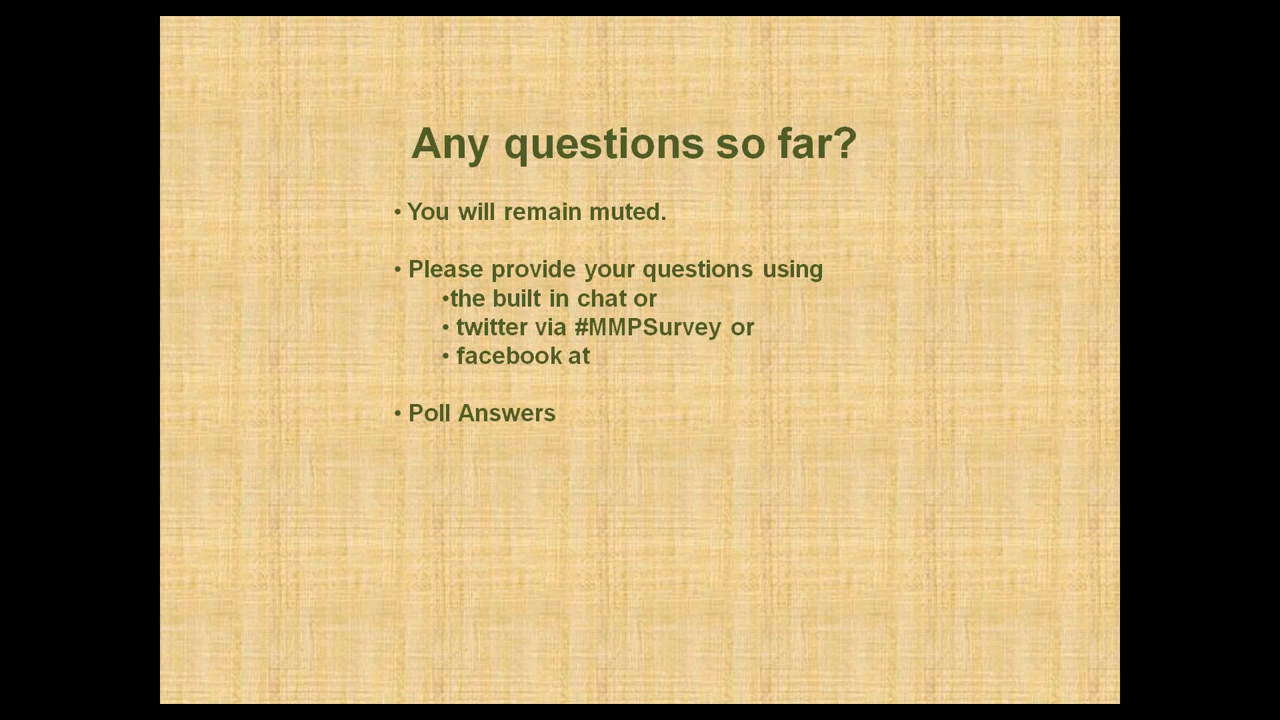 Any questions so far?
• You will remain muted.
• Please provide your questions using
•the built in chat or
• twitter via #MMPSurvey or
• facebook at
• Poll Answers